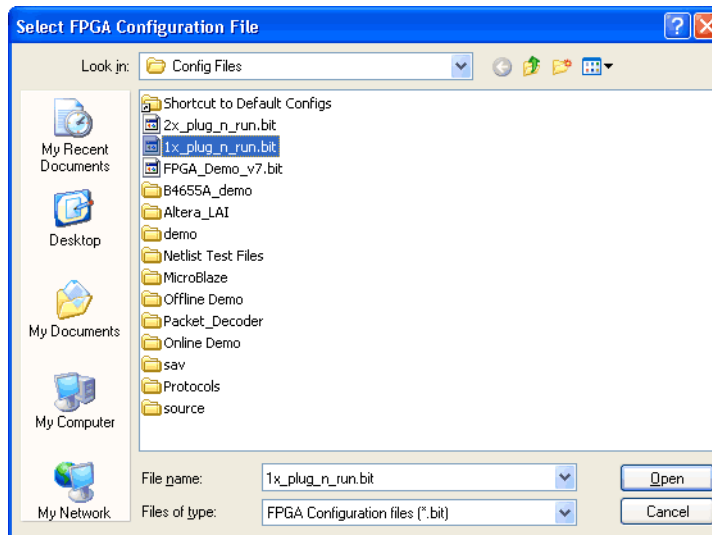 Select FPGA Configuration File
Look in:
Config Files
My Recent
Documents
Desktop
My Documents
My Computer
My Network
Shortcut to Default Configs
2x_plug_n_run.bit
1x_plug_n_run.bit
FPGA_Demo_v7.bit
B4655A_demo
Altera_LAI
demo
Netlist Test Files
MicroBlaze
Offline Demo
Packet_Decoder
Online Demo
sav
Protocols
source
File name:
1x_plug_n_run.bit
Open
Files of type:
FPGA Configuration files (*.bit)
Cancel